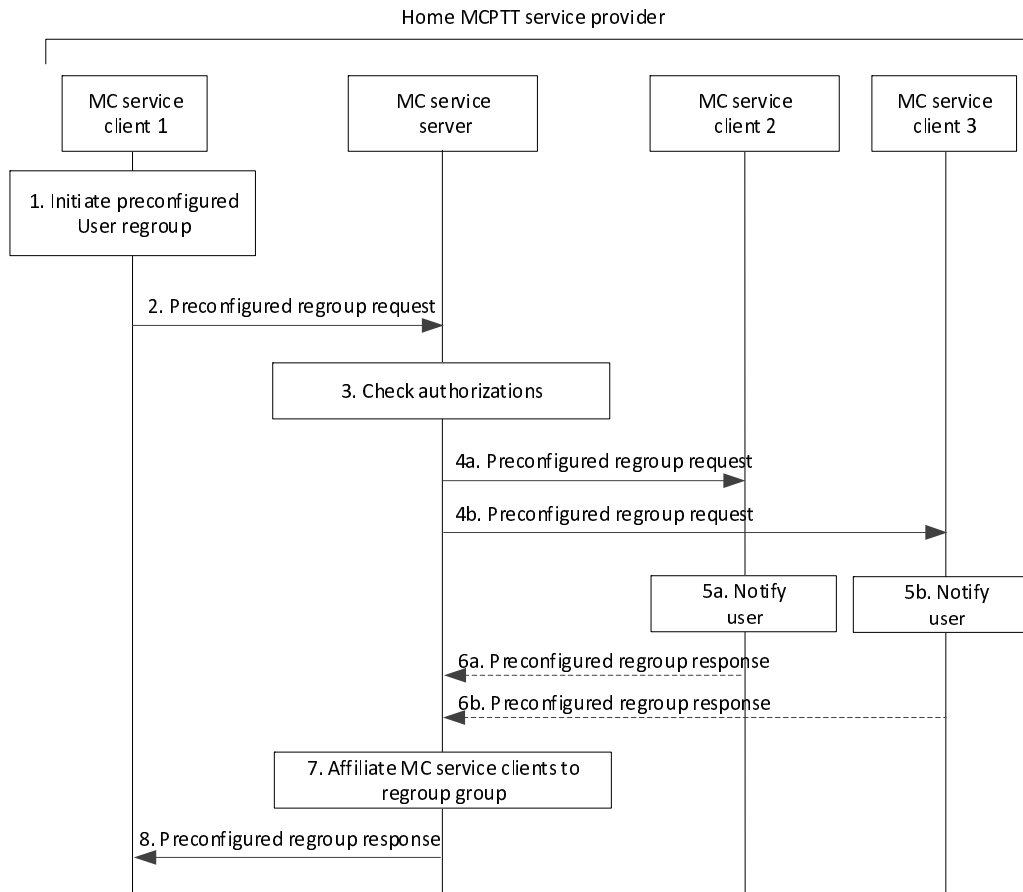 Home MCPTT service provider
MC service
client 1
MC service
server
MC service
client 2
MC service
client 3
1. Initiate preconfigured
User regroup
2. Preconfigured regroup request
3. Check authorizations
4a. Preconfigured regroup request
4b. Preconfigured regroup request
5a. Notify
user
5b. Notify
user
6a. Preconfigured regroup response
6b. Preconfigured regroup response
7. Affiliate MC service clients to
regroup group
8. Preconfigured regroup response